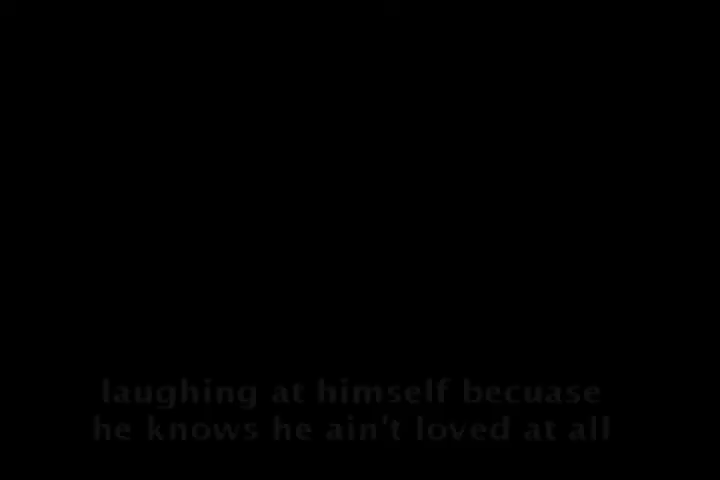 laughing at himself becuase
he knows he ain't loved at all